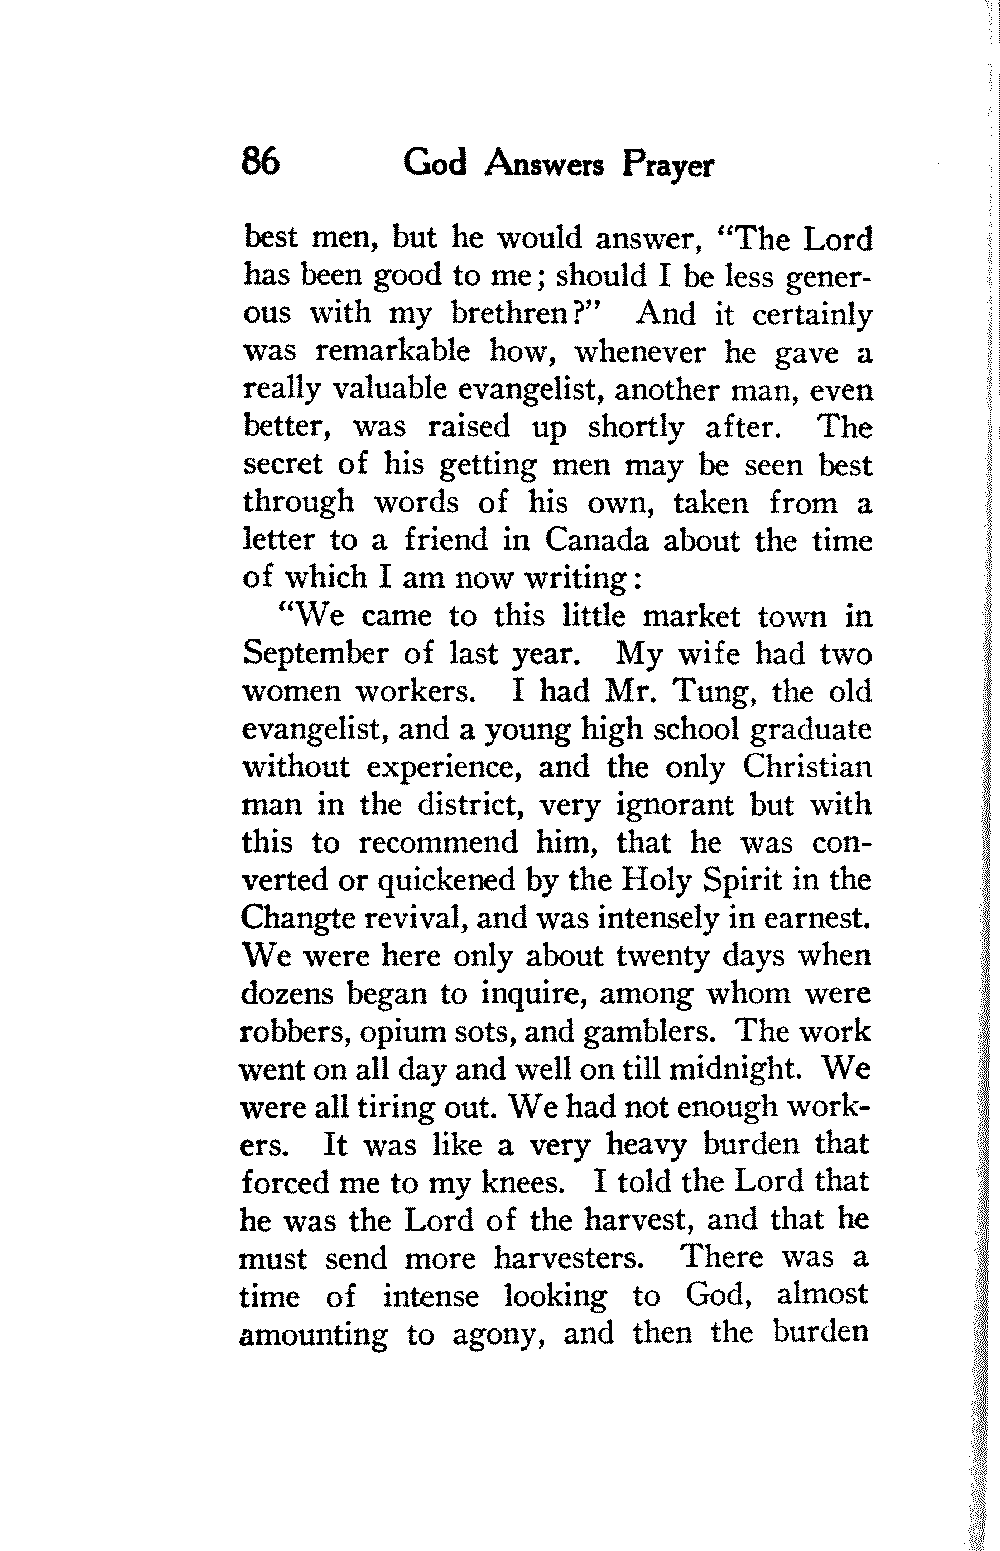 86 God Answers Prayer
best men, but he would answer, “The Lord
has been good to me; should I be less gener-
ous with my brethren?” And it certainly
was remarkable how, whenever he gave a
really valuable evangelist, another man, even
better, was raised up shortly after. The
secret of his getting men may be seen best
through words of his own, taken from a
letter to a friend in Canada about the time
of which I am now writing:
“We came to this little market town in
September of last year. My wife had two
women workers. I had Mr. Tung, the old
evangelist, and a young high school graduate
without experience, and the only Christian
man in the district, very ignorant but with
this to recommend him, that he was con-
verted or quickened by the Holy Spirit in the
Changte revival, and was intensely in earnest.
We were here only about twenty days when
dozens began to inquire, among whom were
robbers, opium sots, and gamblers. The work
went on all day and well on till midnight. We
were all tiring out. We had not enough work-
ers. It was like a very heavy burden that
forced me to my knees. I told the Lord that
he was the Lord of the harvest, and that he
must send more harvesters. There was a
time of intense looking to God, almost
amounting to agony, and then the burden